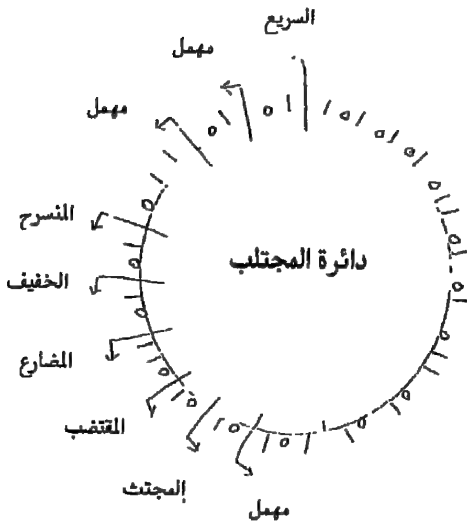 السريع
مهمل
مهمل
المنسرح
الخفيف
المضارع
المقتضب
المجتث
مهمل
دائرة المجتلب